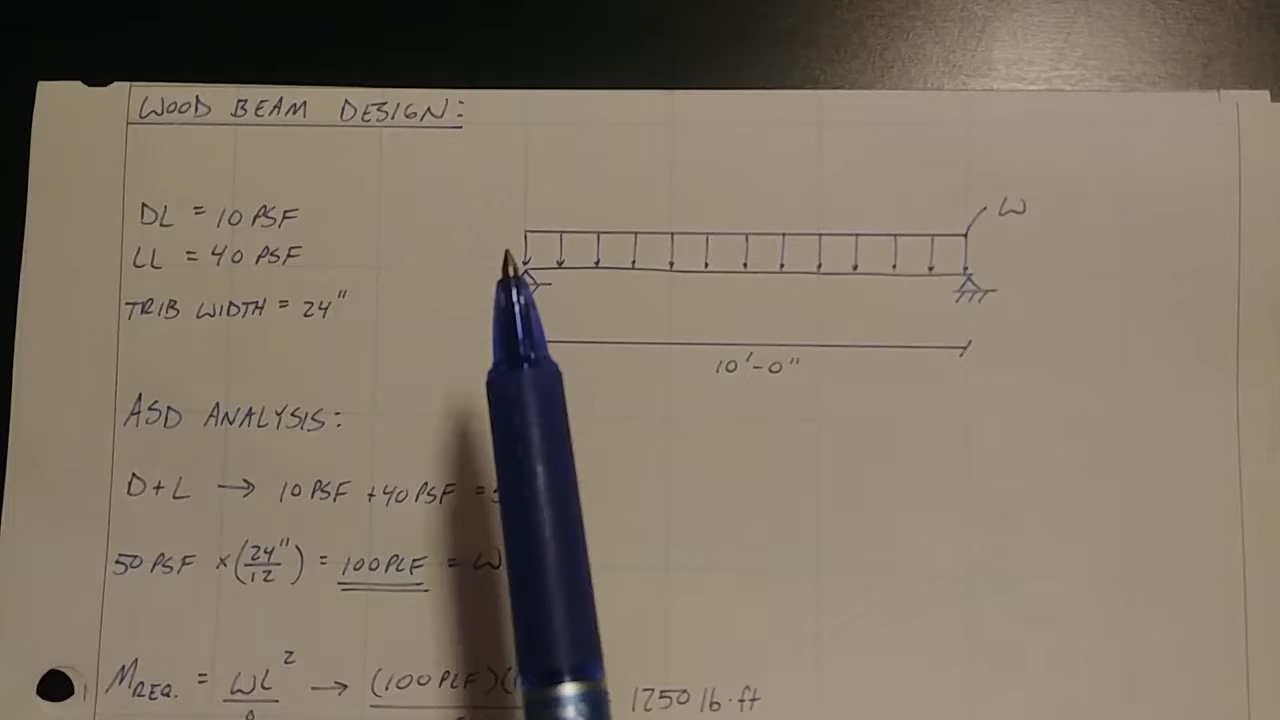 WOOD BEAM DESIGN:
DL = 10 PSF
LL = 40 PSF
TRIB WIDTH = 24"
W
10'-0"
ASD ANALYSIS:
D+L → 10 PSF + 40 PSF =
50 PSF × (24"/12) = 100 PLF = W
M REQ. = WL² → (100 PLF)( 1250 lb·ft